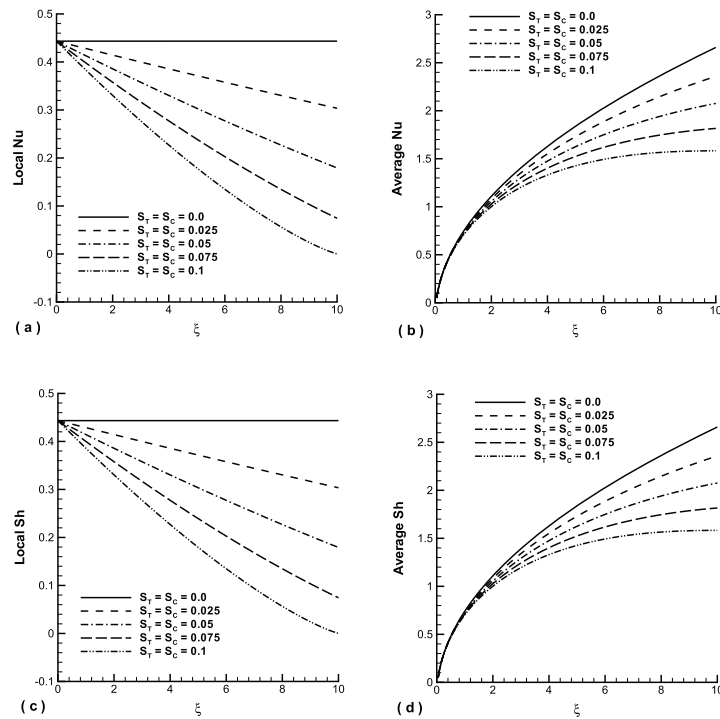 0.5
0.4
0.3
0.2
0.1
0
-0.1
Local Nu
S_T = S_C = 0.0
S_T = S_C = 0.025
S_T = S_C = 0.05
S_T = S_C = 0.075
S_T = S_C = 0.1
0 2 4 6 8 10
( a )
ξ
3
2.5
2
1.5
1
0.5
0
Average Nu
S_T = S_C = 0.0
S_T = S_C = 0.025
S_T = S_C = 0.05
S_T = S_C = 0.075
S_T = S_C = 0.1
0 2 4 6 8 10
( b )
ξ
0.5
0.4
0.3
0.2
0.1
0
-0.1
Local Sh
S_T = S_C = 0.0
S_T = S_C = 0.025
S_T = S_C = 0.05
S_T = S_C = 0.075
S_T = S_C = 0.1
0 2 4 6 8 10
( c )
ξ
3
2.5
2
1.5
1
0.5
0
Average Sh
S_T = S_C = 0.0
S_T = S_C = 0.025
S_T = S_C = 0.05
S_T = S_C = 0.075
S_T = S_C = 0.1
0 2 4 6 8 10
( d )
ξ